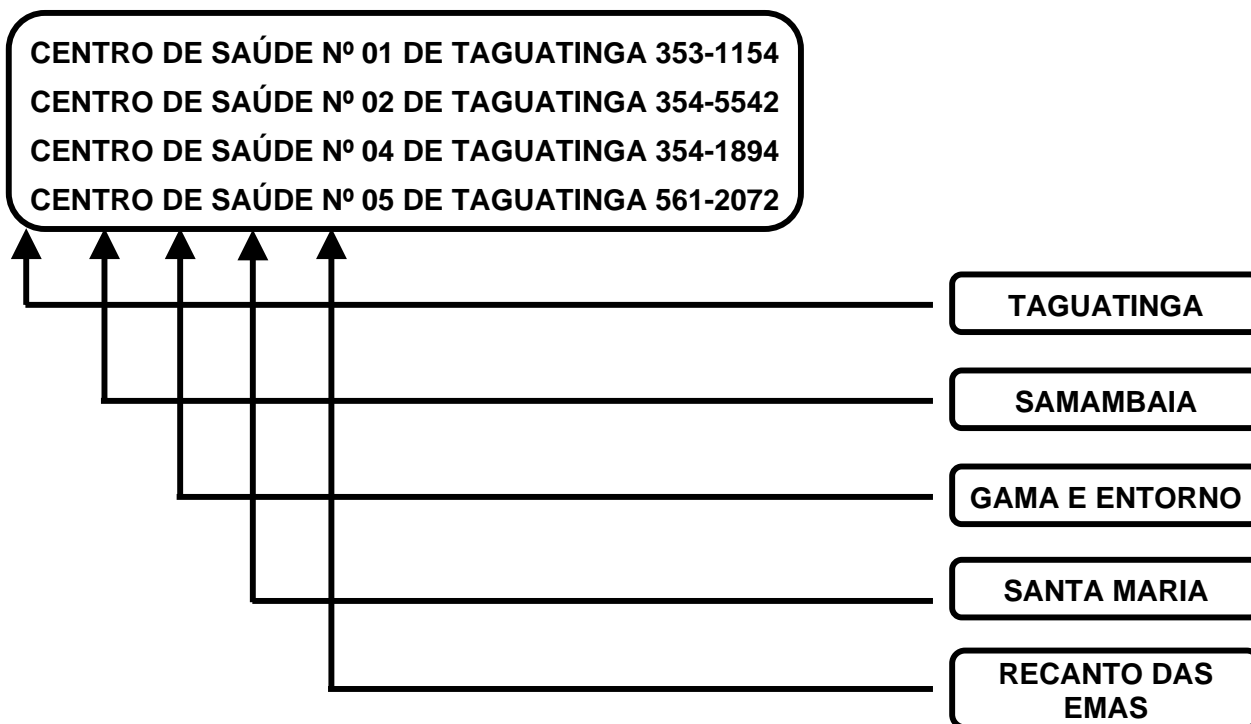 CENTRO DE SAÚDE Nº 01 DE TAGUATINGA 353-1154
CENTRO DE SAÚDE Nº 02 DE TAGUATINGA 354-5542
CENTRO DE SAÚDE Nº 04 DE TAGUATINGA 354-1894
CENTRO DE SAÚDE Nº 05 DE TAGUATINGA 561-2072
TAGUATINGA
SAMAMBAIA
GAMA E ENTORNO
SANTA MARIA
RECANTO DAS
EMAS